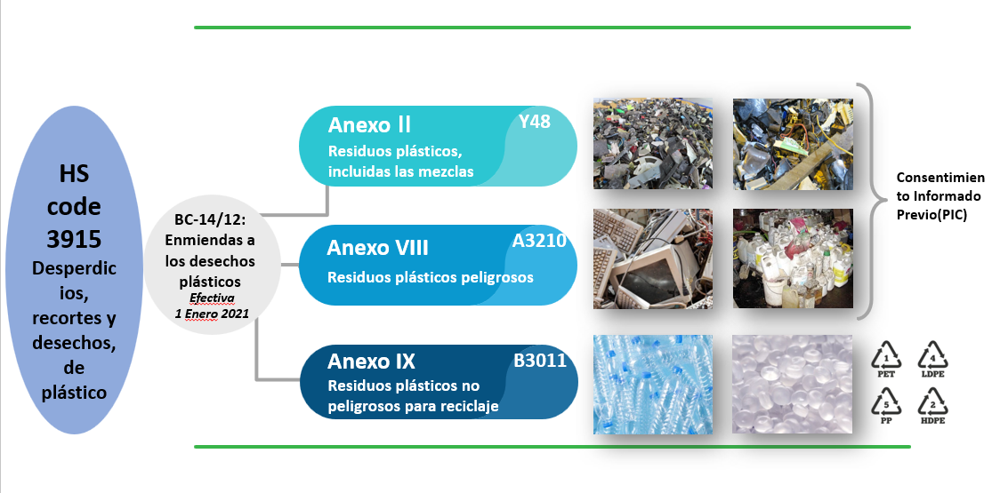 HS
code
3915
Desperdic
ios,
recortes y
desechos,
de
plástico
BC-14/12:
Enmiendas a
los desechos
plásticos
Efectiva
1 Enero 2021
Anexo II
Y48
Residuos plásticos,
incluidas las mezclas
Anexo VIII
A3210
Residuos plásticos peligrosos
Anexo IX
B3011
Residuos plásticos no
peligrosos para reciclaje
Consentimien
to Informado
Previo(PIC)
1
PET
4
LDPE
5
PP
2
HDPE